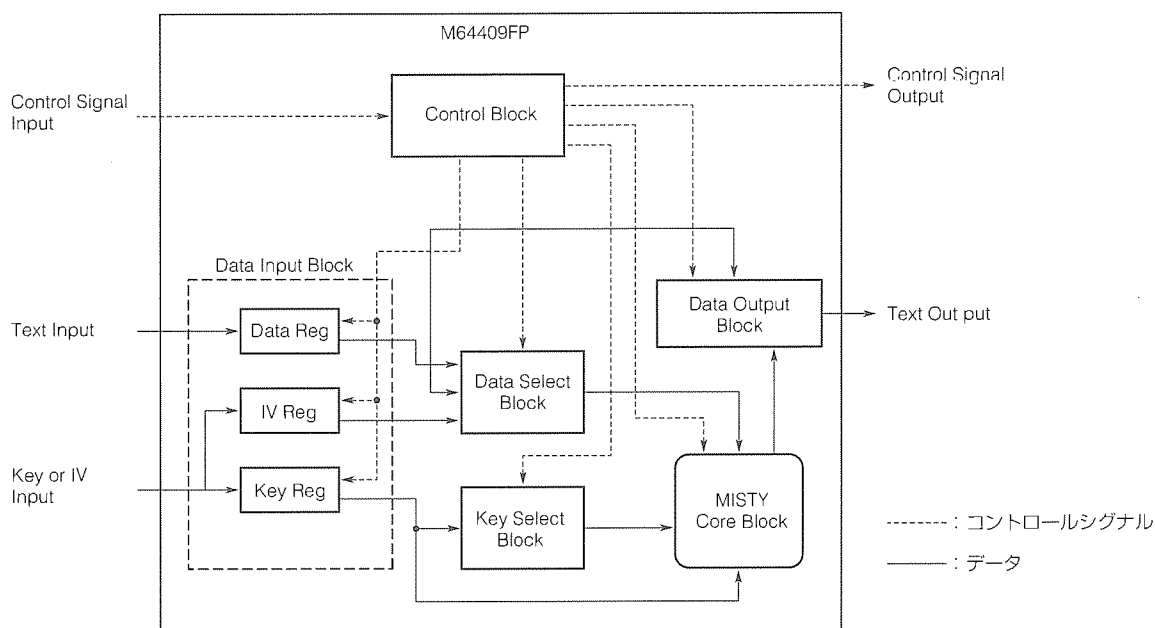 M64409FP
Control Signal
Input
Control Block
Control Signal
Output
Data Input Block
Text Input
Data Reg
Data Output
Block
Text Out put
Data Select
Block
IV Reg
Key or IV
Input
Key Reg
Key Select
Block
MISTY
Core Block
:コントロールシグナル
:データ